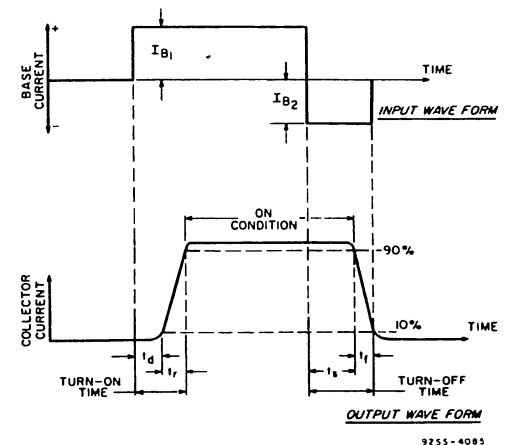 +
BASE
CURRENT
-
I_B1
I_B2
TIME
INPUT WAVE FORM
ON
CONDITION
90%
10%
COLLECTOR
CURRENT
TIME
t_d
t_r
t_s
t_f
TURN-ON
TIME
TURN-OFF
TIME
OUTPUT WAVE FORM
92SS-4085